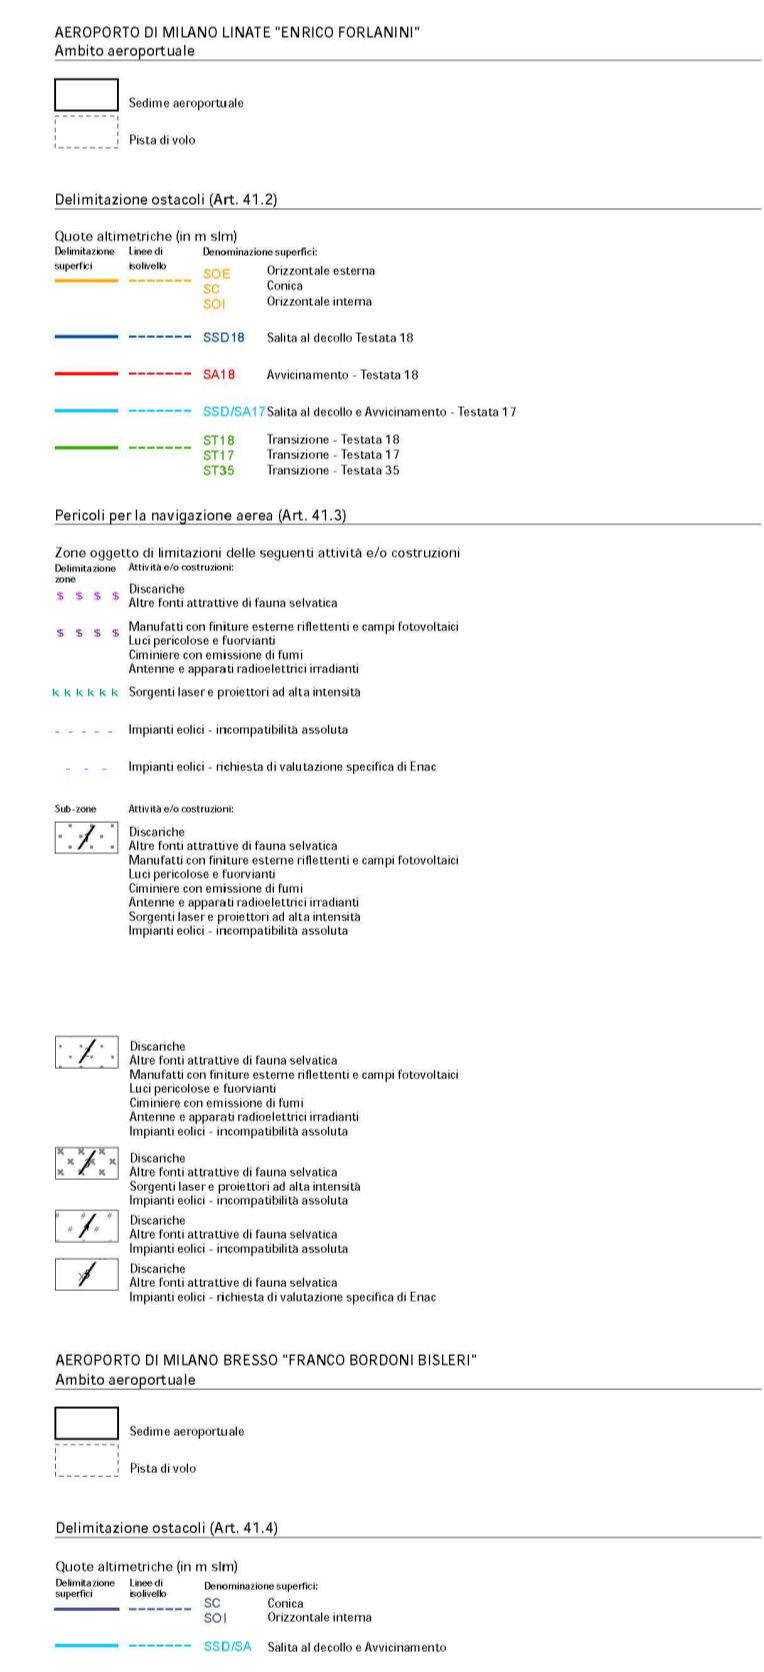 AEROPORTO DI MILANO LINATE "ENRICO FORLANINI"
Ambito aeroportuale
Sedime aeroportuale
Pista di volo
Delimitazione ostacoli (Art. 41.2)
Quote altimetriche (in m slm)
Delimitazione superfici
Linee di isolivello
Denominazione superfici:
SOE Orizzontale esterna
SC Conica
SOI Orizzontale interna
SSD18 Salita al decollo Testata 18
SA18 Avvicinamento - Testata 18
SSD/SA17 Salita al decollo e Avvicinamento - Testata 17
ST18 Transizione - Testata 18
ST17 Transizione - Testata 17
ST35 Transizione - Testata 35
Pericoli per la navigazione aerea (Art. 41.3)
Zone oggetto di limitazioni delle seguenti attività e/o costruzioni
Delimitazione zone
Attività e/o costruzioni:
$ $ $ $ Discariche
Altre fonti attrattive di fauna selvatica
$ $ $ $ Manufatti con finiture esterne riflettenti e campi fotovoltaici
Luci pericolose e fuorvianti
Ciminiere con emissione di fumi
Antenne e apparati radioelettrici irradianti
k k k k k k Sorgenti laser e proiettori ad alta intensità
Impianti eolici - incompatibilità assoluta
Impianti eolici - richiesta di valutazione specifica di Enac
Sub-zone Attività e/o costruzioni:
Discariche
Altre fonti attrattive di fauna selvatica
Manufatti con finiture esterne riflettenti e campi fotovoltaici
Luci pericolose e fuorvianti
Ciminiere con emissione di fumi
Antenne e apparati radioelettrici irradianti
Sorgenti laser e proiettori ad alta intensità
Impianti eolici - incompatibilità assoluta
Discariche
Altre fonti attrattive di fauna selvatica
Manufatti con finiture esterne riflettenti e campi fotovoltaici
Luci pericolose e fuorvianti
Ciminiere con emissione di fumi
Antenne e apparati radioelettrici irradianti
Impianti eolici - incompatibilità assoluta
Discariche
Altre fonti attrattive di fauna selvatica
Sorgenti laser e proiettori ad alta intensità
Impianti eolici - incompatibilità assoluta
Discariche
Altre fonti attrattive di fauna selvatica
Impianti eolici - incompatibilità assoluta
Discariche
Altre fonti attrattive di fauna selvatica
Impianti eolici - richiesta di valutazione specifica di Enac
AEROPORTO DI MILANO BRESSO "FRANCO BORDONI BISLERI"
Ambito aeroportuale
Sedime aeroportuale
Pista di volo
Delimitazione ostacoli (Art. 41.4)
Quote altimetriche (in m slm)
Delimitazione superfici
Linee di isolivello
Denominazione superfici:
SC Conica
SOI Orizzontale interna
SSD/SA Salita al decollo e Avvicinamento